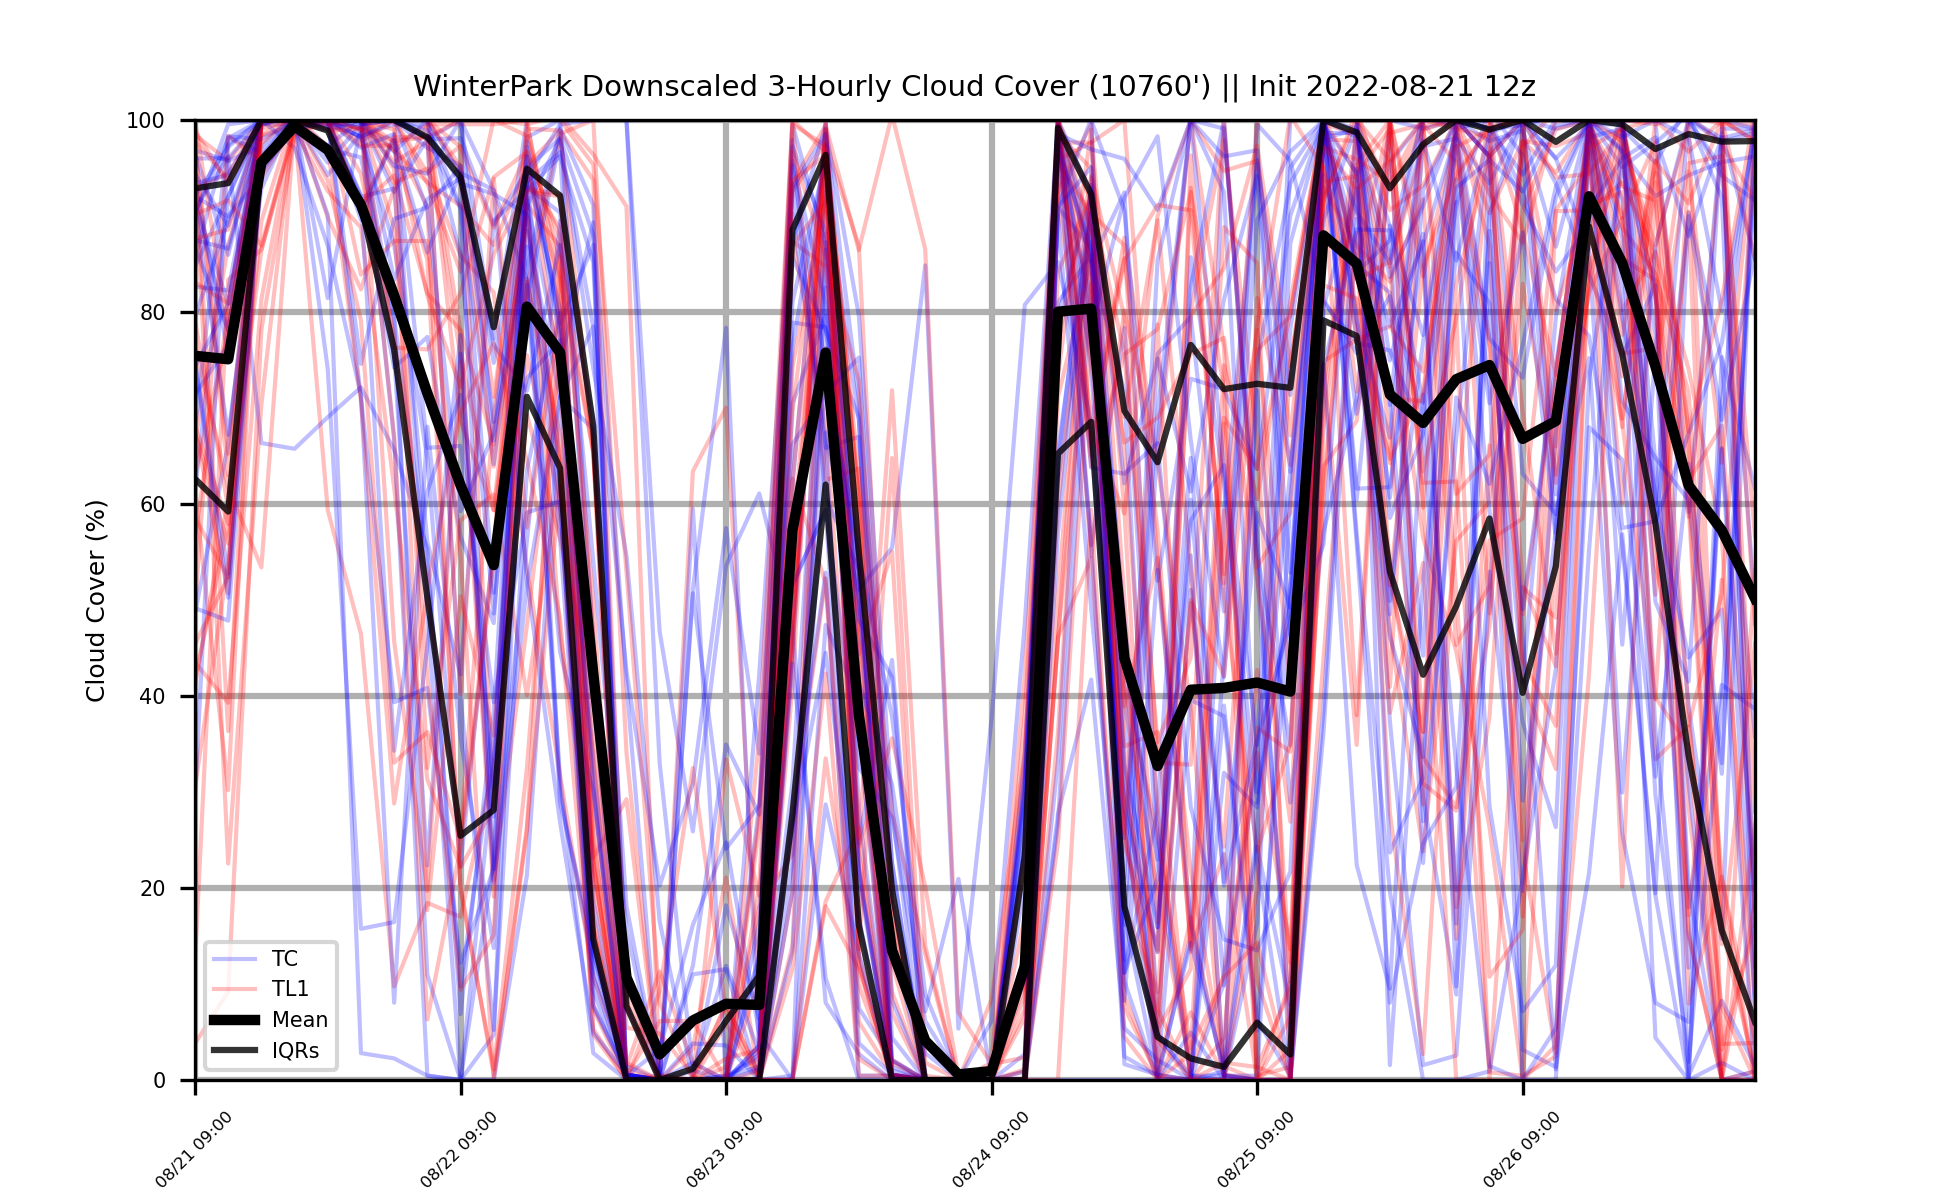 WinterPark Downscaled 3-Hourly Cloud Cover (10760') || Init 2022-08-21 12z
Cloud Cover (%)
100
80
60
40
20
0
TC
TL1
Mean
IQRs
08/21 09:00
08/22 09:00
08/23 09:00
08/24 09:00
08/25 09:00
08/26 09:00